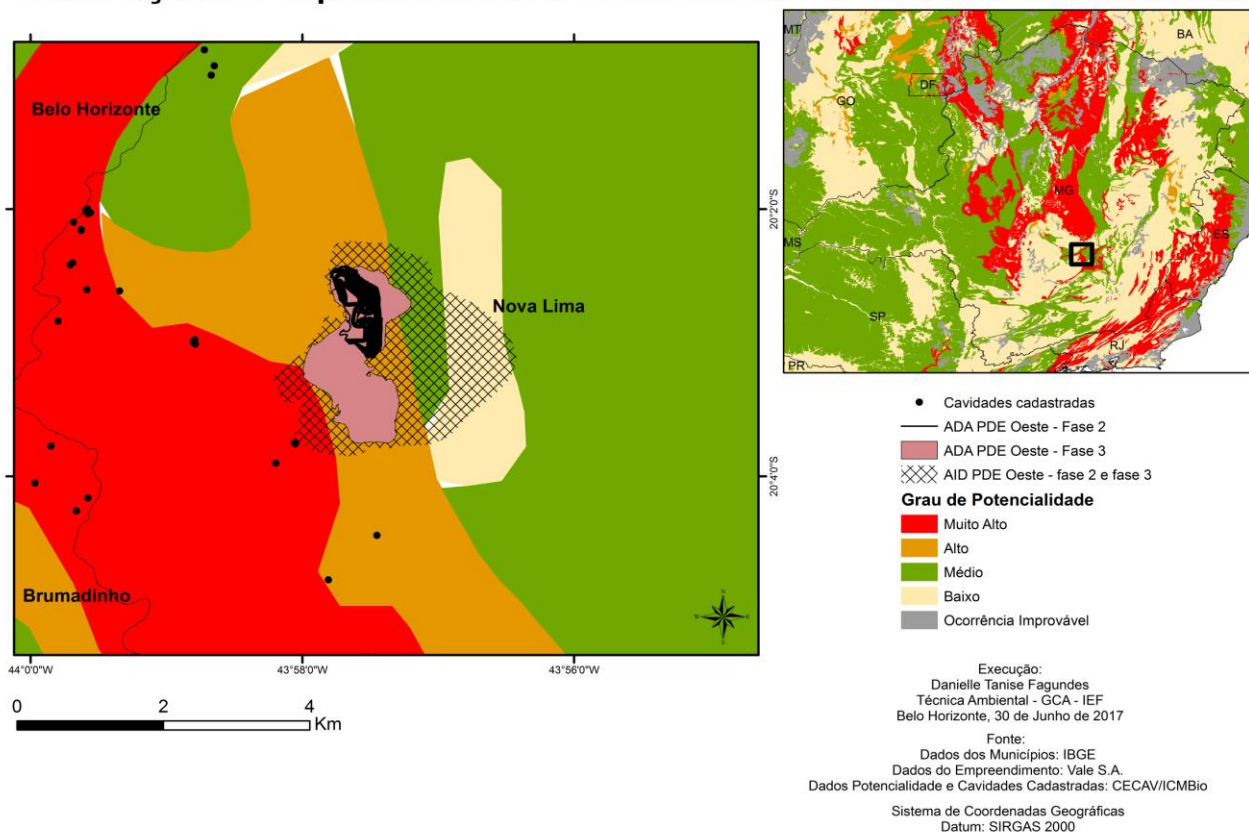 Belo Horizonte
Nova Lima
Brumadinho
44°0'0"W
43°58'0"W
43°56'0"W
20°2'0"S
20°4'0"S
N
W
E
S
0 2 4
Km
MT
BA
DF
GO
MG
ES
MS
SP
RJ
PR
Cavidades cadastradas
ADA PDE Oeste - Fase 2
ADA PDE Oeste - Fase 3
AID PDE Oeste - fase 2 e fase 3
Grau de Potencialidade
Muito Alto
Alto
Médio
Baixo
Ocorrência Improvável
Execução:
Danielle Tanise Fagundes
Técnica Ambiental - GCA - IEF
Belo Horizonte, 30 de Junho de 2017
Fonte:
Dados dos Municípios: IBGE
Dados do Empreendimento: Vale S.A.
Dados Potencialidade e Cavidades Cadastradas: CECAV/ICMBio
Sistema de Coordenadas Geográficas
Datum: SIRGAS 2000